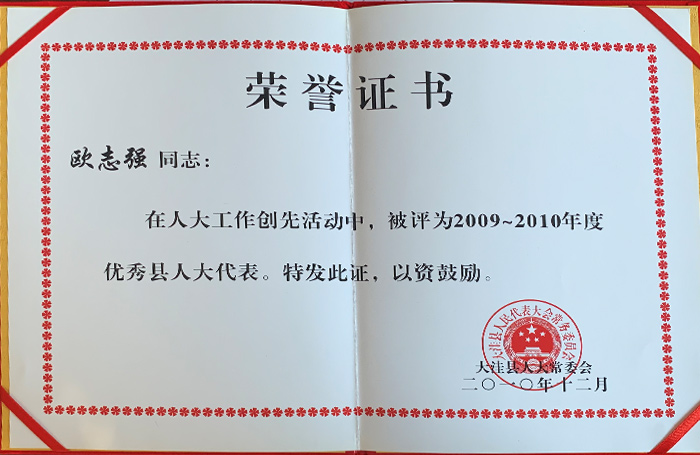 荣誉证书
欧志强 同志：
在人大工作创先活动中，被评为2009~2010年度
优秀县人大代表。特发此证，以资鼓励。
大洼县人民代表大会常务委员会
大洼县人大常委会
二〇一〇年十二月